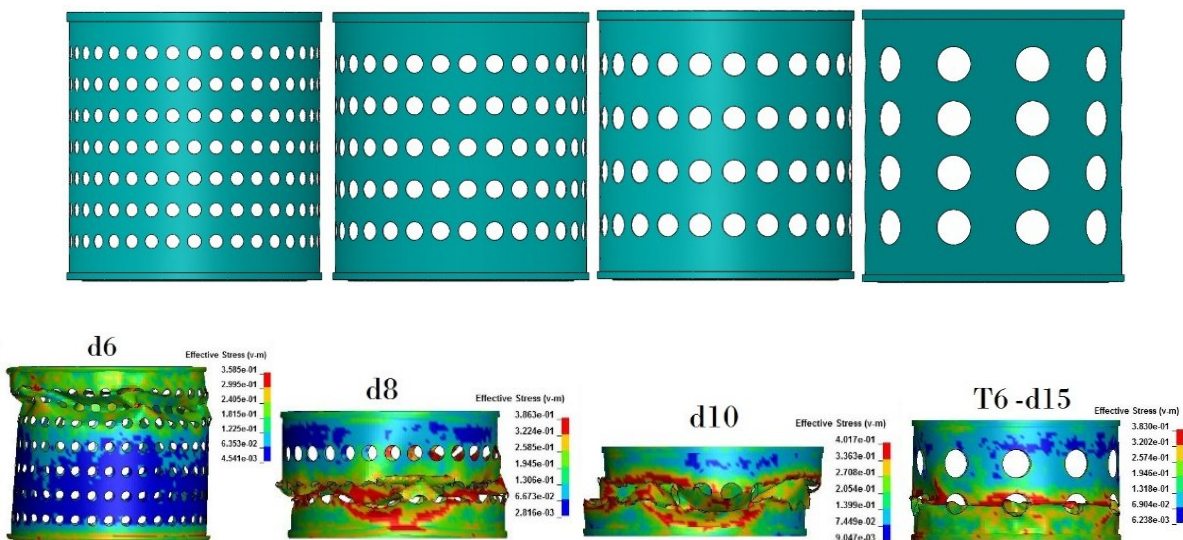 d6
Effective Stress (v-m)
3.585e-01
2.995e-01
2.405e-01
1.815e-01
1.225e-01
6.353e-02
4.541e-03
d8
Effective Stress (v-m)
3.863e-01
3.224e-01
2.585e-01
1.945e-01
1.306e-01
6.673e-02
2.816e-03
d10
Effective Stress (v-m)
4.017e-01
3.363e-01
2.708e-01
2.054e-01
1.399e-01
7.449e-02
9.047e-03
T6 -d15
Effective Stress (v-m)
3.830e-01
3.202e-01
2.574e-01
1.946e-01
1.318e-01
6.904e-02
6.238e-03